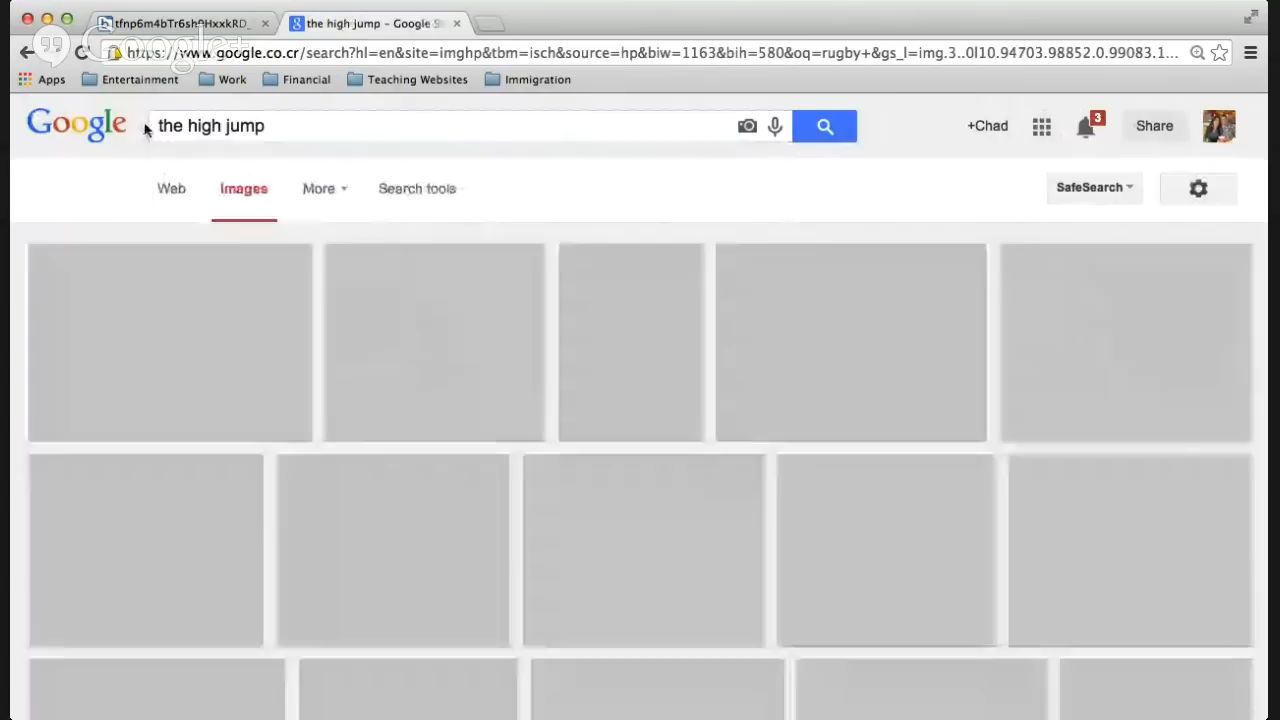 tfnp6m4bTr6sh9HxxkRD_ × the high jump - Google S ×
Google+
https://www.google.co.cr/search?hl=en&site=imghp&tbm=isch&source=hp&biw=1163&bih=580&oq=rugby+&gs_l=img.3..0l10.94703.98852.0.99083.1...
Apps Entertainment Work Financial Teaching Websites Immigration
Google the high jump +Chad 3 Share
Web Images More Search tools SafeSearch